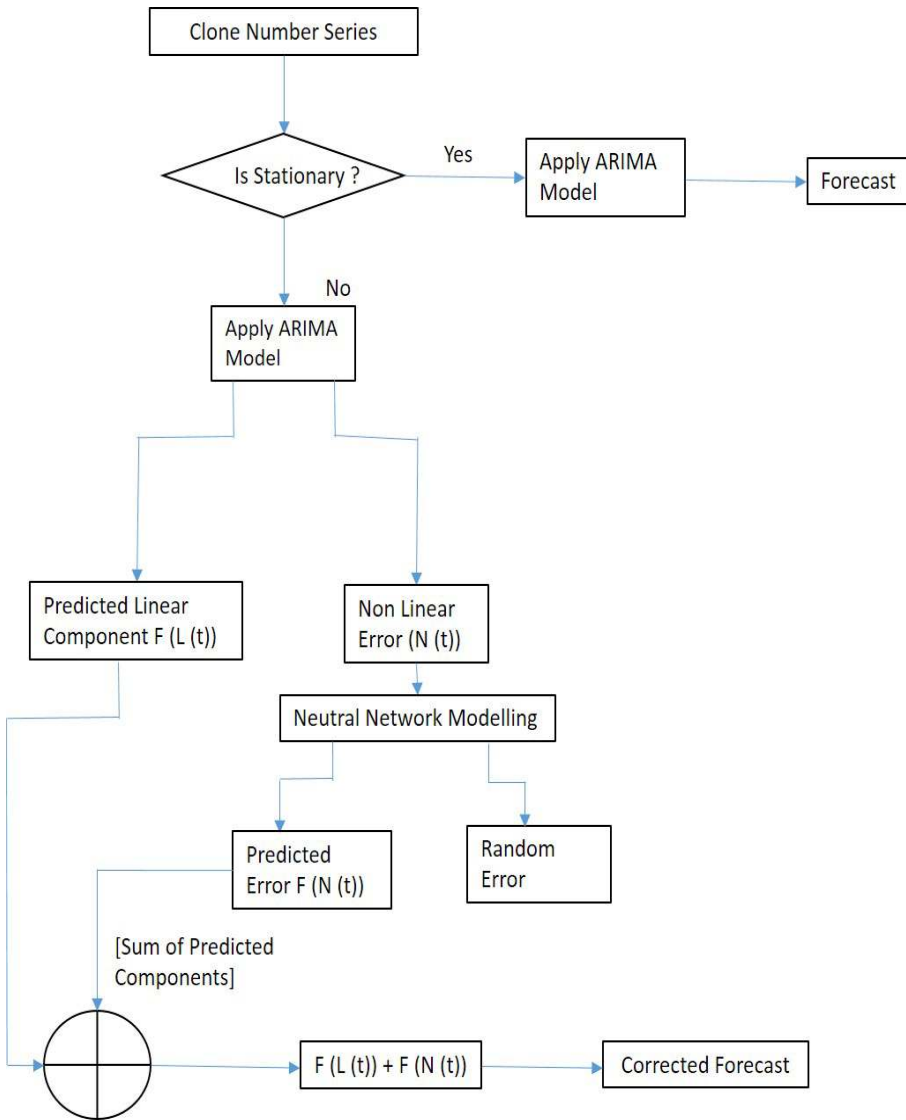 Clone Number Series
Is Stationary ?
Yes
Apply ARIMA
Model
Forecast
No
Apply ARIMA
Model
Predicted Linear
Component F (L (t))
Non Linear
Error (N (t))
Neutral Network Modelling
Predicted
Error F (N (t))
Random
Error
[Sum of Predicted
Components]
F (L (t)) + F (N (t))
Corrected Forecast